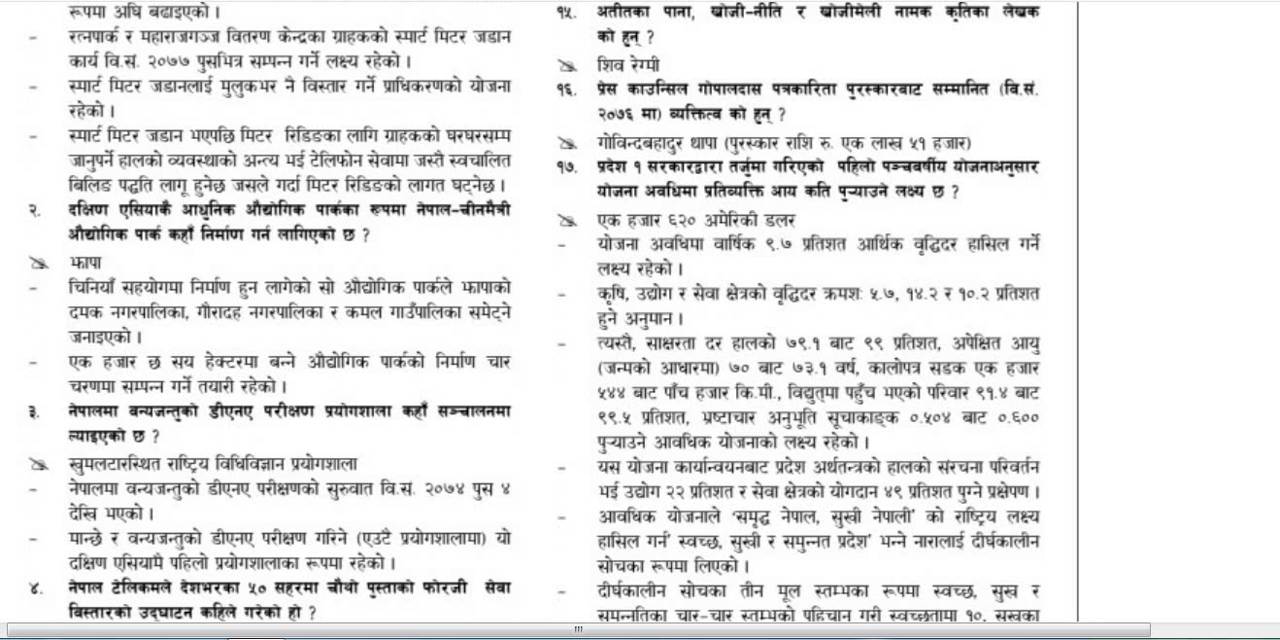 रूपमा अघि बढाइएको ।
- रत्नपार्क र महाराजगञ्ज वितरण केन्द्रका ग्राहकको स्मार्ट मिटर जडान
कार्य वि.सं. २०७७ पुसभित्र सम्पन्न गर्ने लक्ष्य रहेको ।
- स्मार्ट मिटर जडानलाई मुलुकभर नै विस्तार गर्ने प्राधिकरणको योजना
रहेको ।
- स्मार्ट मिटर जडान भएपछि मिटर रिडिङका लागि ग्राहकको घरघरसम्म
जानुपर्ने हालको व्यवस्थाको अन्त्य भई टेलिफोन सेवामा जस्तै स्वचालित
बिलिङ पद्धति लागू हुनेछ जसले गर्दा मिटर रिडिङको लागत घट्नेछ ।
२. दक्षिण एसियाकै आधुनिक औद्योगिक पार्कका रूपमा नेपाल-चीनमैत्री
औद्योगिक पार्क कहाँ निर्माण गर्न लागिएको छ ?
झापा
- चिनियाँ सहयोगमा निर्माण हुन लागेको सो औद्योगिक पार्कले झापाको
दमक नगरपालिका, गौरादह नगरपालिका र कमल गाउँपालिका समेट्ने
जनाइएको ।
- एक हजार छ सय हेक्टरमा बन्ने औद्योगिक पार्कको निर्माण चार
चरणमा सम्पन्न गर्ने तयारी रहेको ।
३. नेपालमा वन्यजन्तुको डीएनए परीक्षण प्रयोगशाला कहाँ सञ्चालनमा
ल्याइएको छ ?
खुमलटारस्थित राष्ट्रिय विधिविज्ञान प्रयोगशाला
- नेपालमा वन्यजन्तुको डीएनए परीक्षणको सुरुवात वि.सं. २०७४ पुस ४
देखि भएको ।
- मान्छे र वन्यजन्तुको डीएनए परीक्षण गरिने (एउटै प्रयोगशालामा) यो
दक्षिण एसियामै पहिलो प्रयोगशालाका रूपमा रहेको ।
४. नेपाल टेलिकमले देशभरका ५० सहरमा चौथो पुस्ताको फोरजी सेवा
विस्तारको उद्घाटन कहिले गरेको हो ?
१५. अतीतका पाना, खोजी-नीति र खोजीमेली नामक कृतिका लेखक
को हुन् ?
शिव रेग्मी
१६. प्रेस काउन्सिल गोपालदास पत्रकारिता पुरस्कारबाट सम्मानित (वि.सं.
२०७६ मा) व्यक्तित्व को हुन् ?
गोविन्दबहादुर थापा (पुरस्कार राशि रु. एक लाख ५१ हजार)
१७. प्रदेश १ सरकारद्वारा तर्जुमा गरिएको पहिलो पञ्चवर्षीय योजनाअनुसार
योजना अवधिमा प्रतिव्यक्ति आय कति पुऱ्याउने लक्ष्य छ ?
एक हजार ६२० अमेरिकी डलर
- योजना अवधिमा वार्षिक ९.७ प्रतिशत आर्थिक वृद्धिदर हासिल गर्ने
लक्ष्य रहेको ।
- कृषि, उद्योग र सेवा क्षेत्रको वृद्धिदर क्रमशः ५.७, १४.२ र १०.२ प्रतिशत
हुने अनुमान ।
- त्यस्तै, साक्षरता दर हालको ७९.१ बाट ९९ प्रतिशत, अपेक्षित आयु
(जन्मको आधारमा) ७० बाट ७३.१ वर्ष, कालोपत्र सडक एक हजार
५४४ बाट पाँच हजार कि.मी., विद्युत्‌मा पहुँच भएको परिवार ९१.४ बाट
९९.५ प्रतिशत, भ्रष्टाचार अनुभूति सूचाकाङ्क ०.५०४ बाट ०.६००
पुऱ्याउने आवधिक योजनाको लक्ष्य रहेको ।
- यस योजना कार्यान्वयनबाट प्रदेश अर्थतन्त्रको हालको संरचना परिवर्तन
भई उद्योग २२ प्रतिशत र सेवा क्षेत्रको योगदान ४९ प्रतिशत पुग्ने प्रक्षेपण ।
- आवधिक योजनाले 'समृद्ध नेपाल, सुखी नेपाली' को राष्ट्रिय लक्ष्य
हासिल गर्न' स्वच्छ, सुखी र समुन्नत प्रदेश' भन्ने नारालाई दीर्घकालीन
सोचका रूपमा लिएको ।
- दीर्घकालीन सोचका तीन मूल स्तम्भका रूपमा स्वच्छ, सुख र
समुन्नतिका चार-चार स्तम्भको पहिचान गरी स्वच्छतामा १०, सुखका